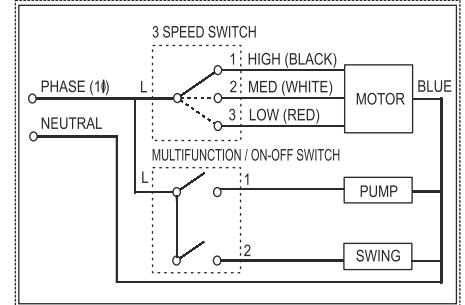 3 SPEED SWITCH
1 HIGH (BLACK)
PHASE (1ϕ) L 2 MED (WHITE) MOTOR BLUE
3 LOW (RED)
NEUTRAL
MULTIFUNCTION / ON-OFF SWITCH
L 1 PUMP
2 SWING